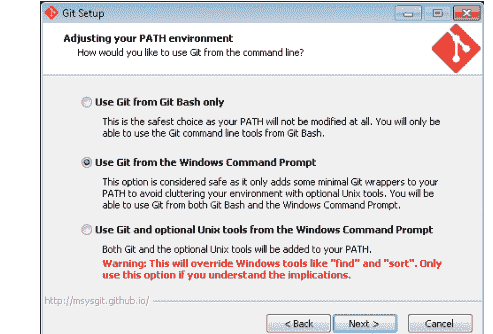 Git Setup
Adjusting your PATH environment
How would you like to use Git from the command line?
Use Git from Git Bash only
This is the safest choice as your PATH will not be modified at all. You will only be
able to use the Git command line tools from Git Bash.
Use Git from the Windows Command Prompt
This option is considered safe as it only adds some minimal Git wrappers to your
PATH to avoid cluttering your environment with optional Unix tools. You will be
able to use Git from both Git Bash and the Windows Command Prompt.
Use Git and optional Unix tools from the Windows Command Prompt
Both Git and the optional Unix tools will be added to your PATH.
Warning: This will override Windows tools like "find" and "sort". Only
use this option if you understand the implications.
http://msysgit.github.io/
< Back Next > Cancel